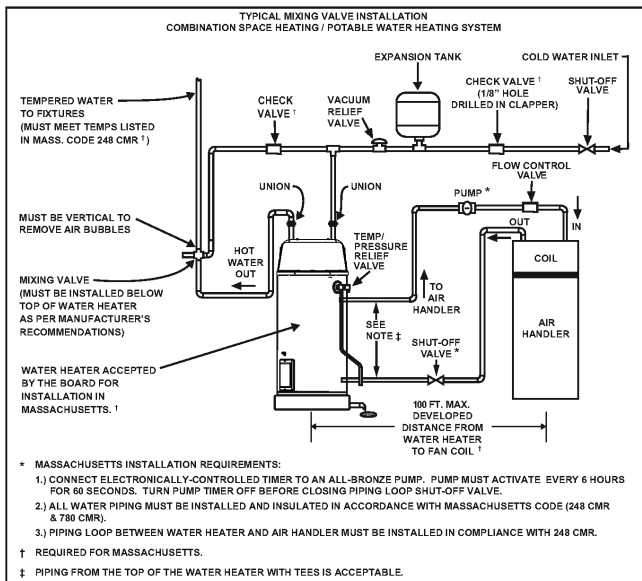 TYPICAL MIXING VALVE INSTALLATION
COMBINATION SPACE HEATING / POTABLE WATER HEATING SYSTEM
EXPANSION TANK
COLD WATER INLET
TEMPERED WATER
TO FIXTURES
(MUST MEET TEMPS LISTED
IN MASS. CODE 248 CMR †)
CHECK
VALVE †
VACUUM
RELIEF
VALVE
CHECK VALVE †
(1/8" HOLE
DRILLED IN CLAPPER)
SHUT-OFF
VALVE
FLOW CONTROL
VALVE
UNION
UNION
PUMP *
OUT
IN
MUST BE VERTICAL TO
REMOVE AIR BUBBLES
HOT
WATER
OUT
TEMP/
PRESSURE
RELIEF
VALVE
COIL
MIXING VALVE
(MUST BE INSTALLED BELOW
TOP OF WATER HEATER
AS PER MANUFACTURER'S
RECOMMENDATIONS)
TO
AIR
HANDLER
AIR
HANDLER
SEE
NOTE ‡
SHUT-OFF
VALVE *
WATER HEATER ACCEPTED
BY THE BOARD FOR
INSTALLATION IN
MASSACHUSETTS. †
100 FT. MAX.
DEVELOPED
DISTANCE FROM
WATER HEATER
TO FAN COIL †
* MASSACHUSETTS INSTALLATION REQUIREMENTS:
1.) CONNECT ELECTRONICALLY-CONTROLLED TIMER TO AN ALL-BRONZE PUMP. PUMP MUST ACTIVATE EVERY 6 HOURS
FOR 60 SECONDS. TURN PUMP TIMER OFF BEFORE CLOSING PIPING LOOP SHUT-OFF VALVE.
2.) ALL WATER PIPING MUST BE INSTALLED AND INSULATED IN ACCORDANCE WITH MASSACHUSETTS CODE (248 CMR
& 780 CMR).
3.) PIPING LOOP BETWEEN WATER HEATER AND AIR HANDLER MUST BE INSTALLED IN COMPLIANCE WITH 248 CMR.
† REQUIRED FOR MASSACHUSETTS.
‡ PIPING FROM THE TOP OF THE WATER HEATER WITH TEES IS ACCEPTABLE.